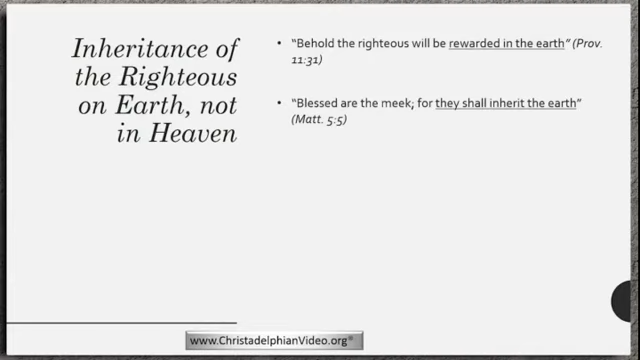 Inheritance of
the Righteous
on Earth, not
in Heaven
• “Behold the righteous will be rewarded in the earth” (Prov.
11:31)
• “Blessed are the meek; for they shall inherit the earth”
(Matt. 5:5)
www.ChristadelphianVideo.org®